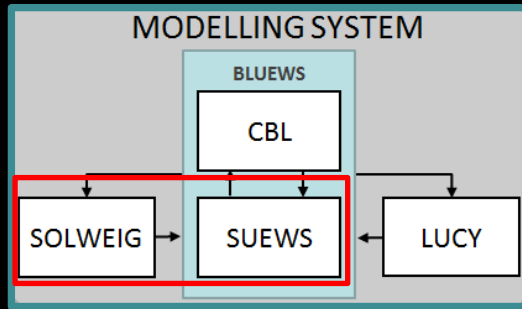 MODELLING SYSTEM
BLUEWS
CBL
SOLWEIG
SUEWS
LUCY